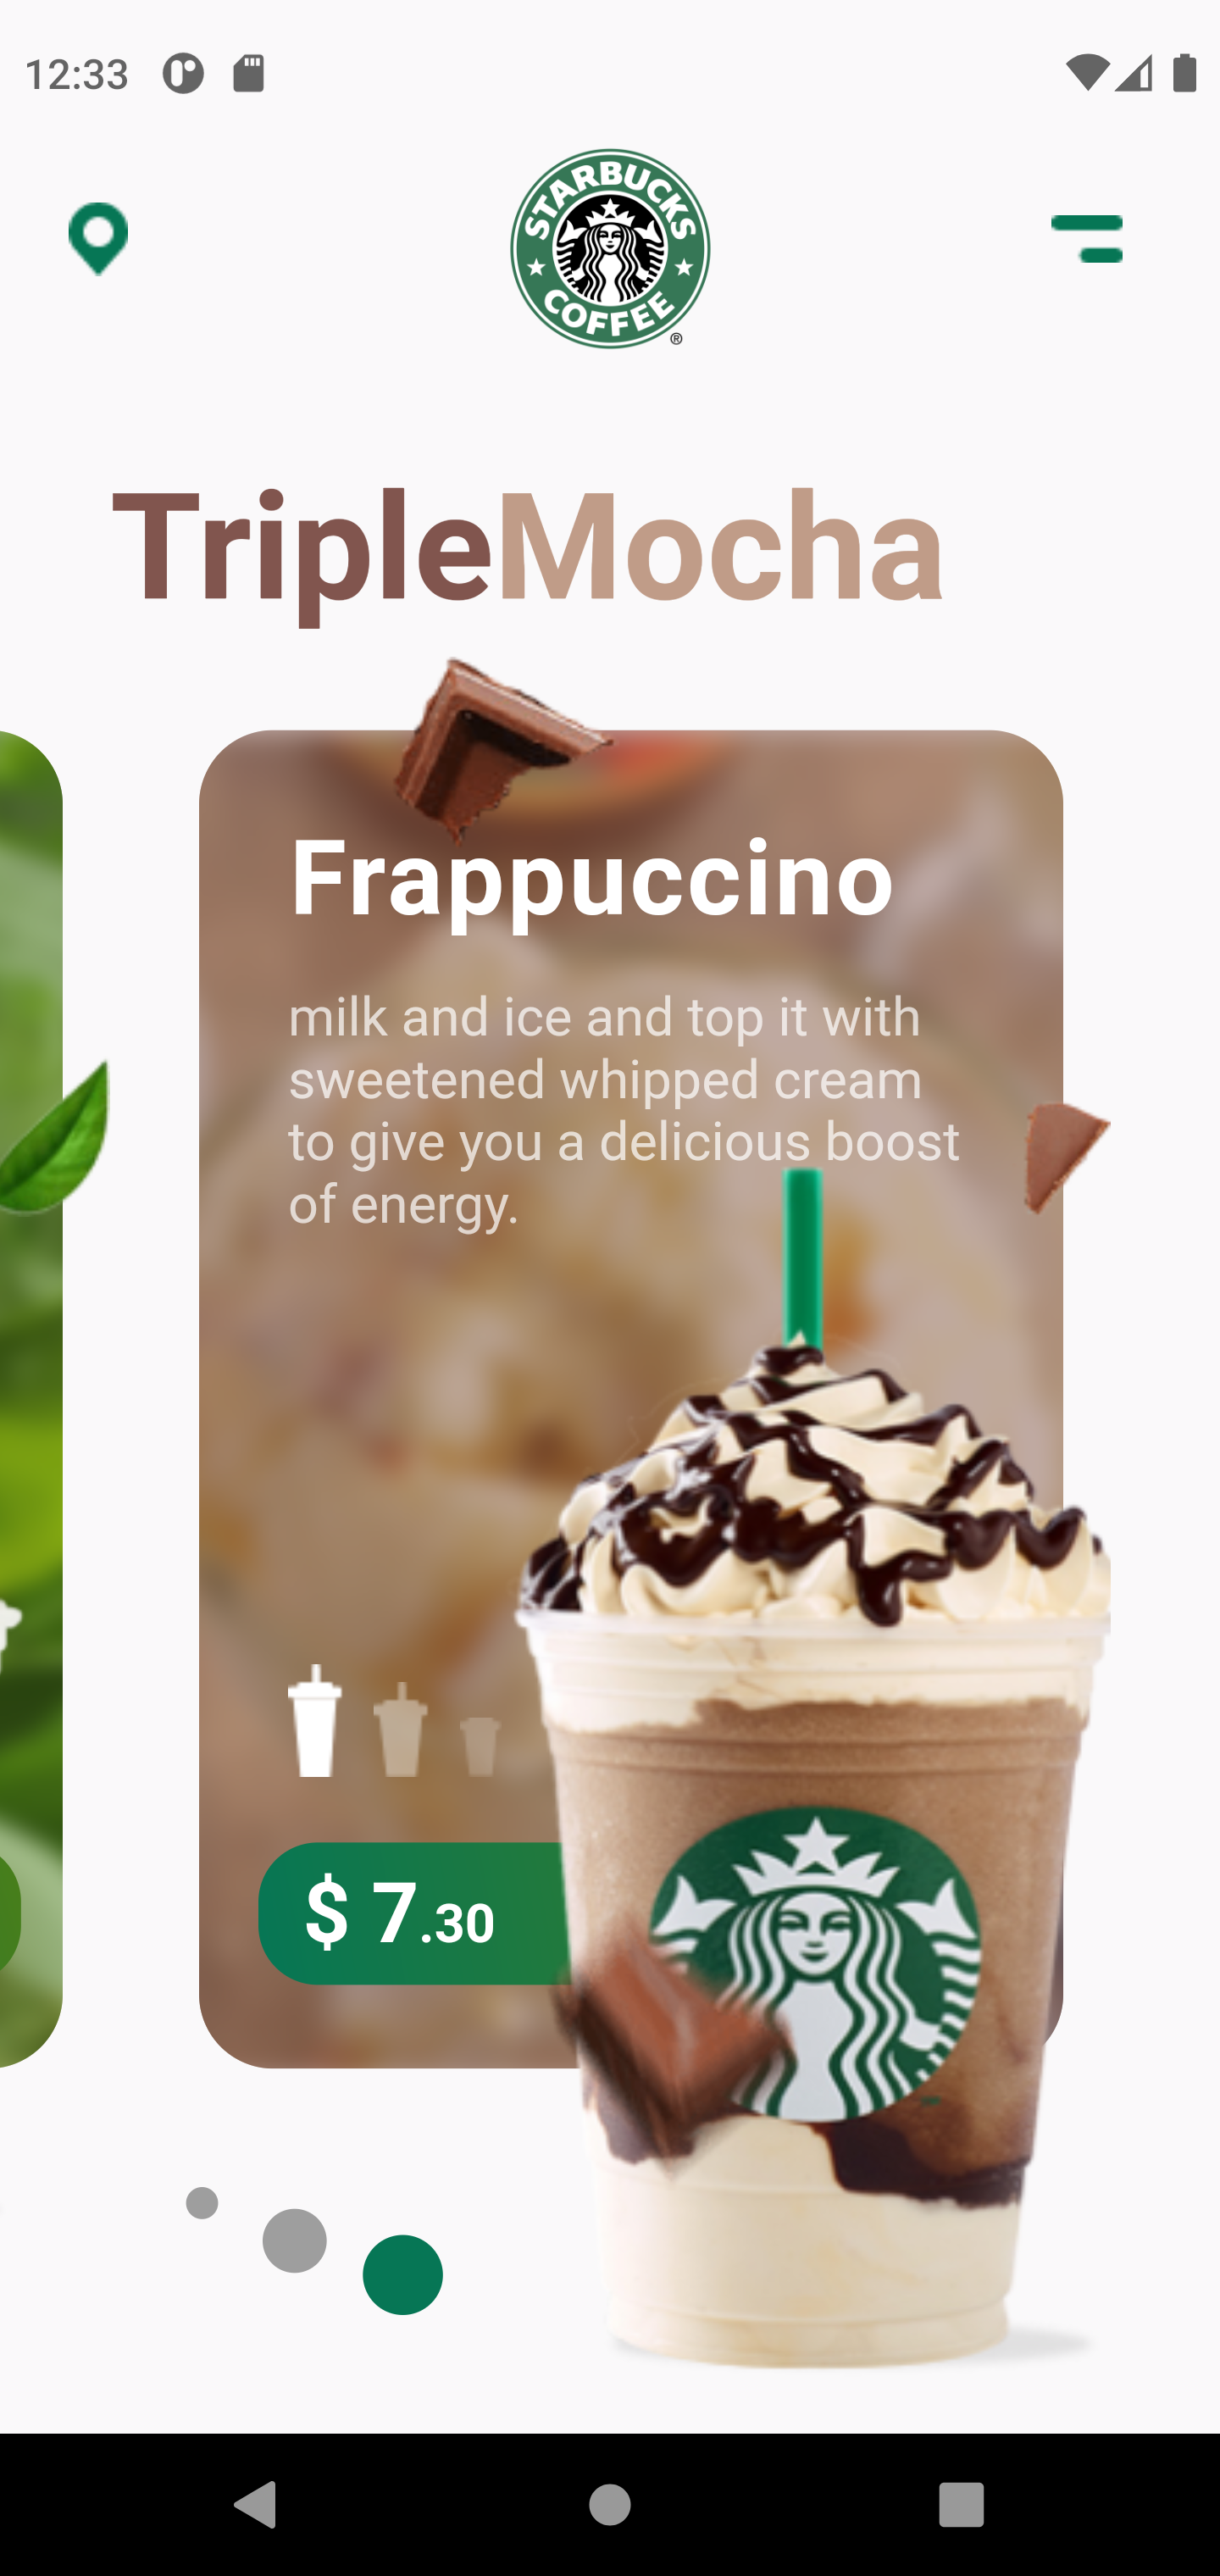 12:33
STARBUCKS
COFFEE
®
TripleMocha
Frappuccino
milk and ice and top it with
sweetened whipped cream
to give you a delicious boost
of energy.
$ 7.30